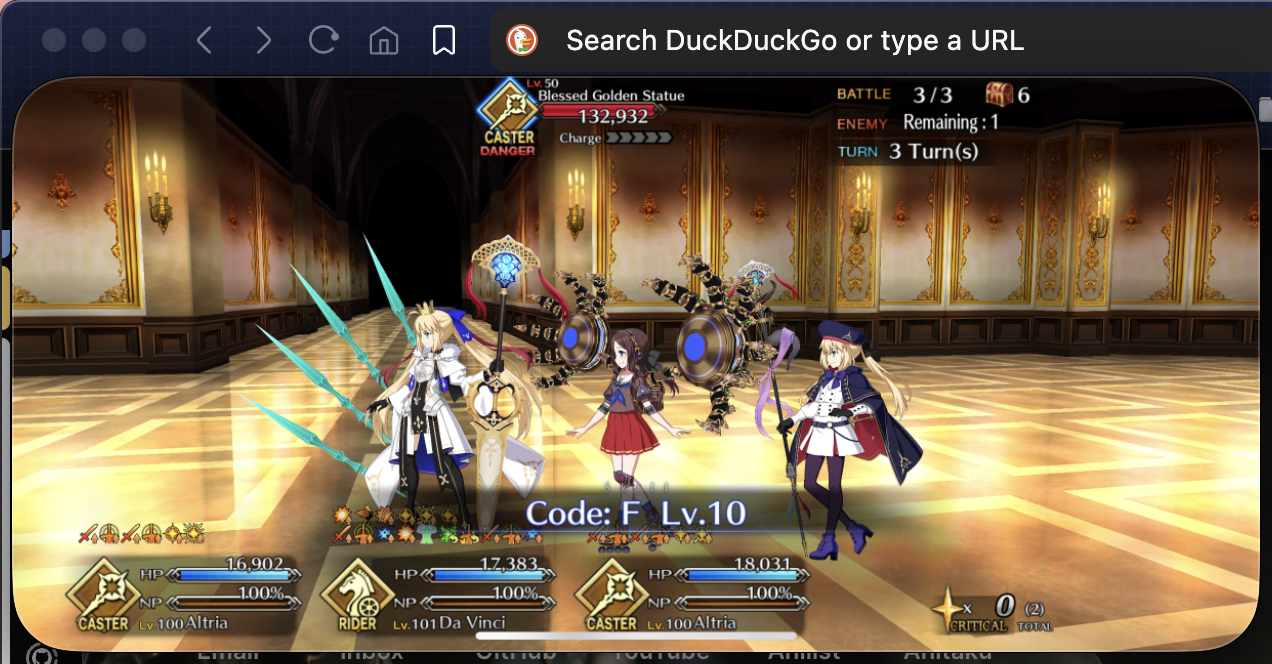 Search DuckDuckGo or type a URL
Lv.50
Blessed Golden Statue
132,932
CASTER
DANGER
Charge
BATTLE 3/3 6
ENEMY Remaining : 1
TURN 3 Turn(s)
Skill
Code: F Lv.10
HP 16,902
NP 100%
CASTER Lv.100 Altria
HP 17,383
NP 100%
RIDER Lv.101 Da Vinci
HP 18,031
NP 100%
CASTER Lv.100 Altria
x 0 (2)
CRITICAL TOTAL
Email Inbox GitHub YouTube Anilist Anitaku